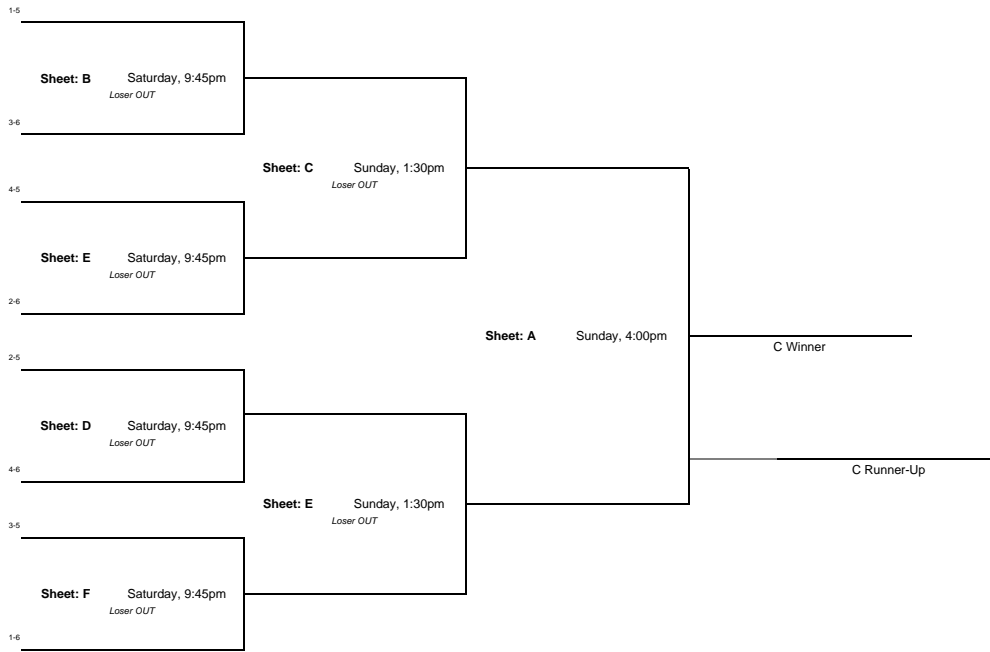 1-5
Sheet: B Saturday, 9:45pm
Loser OUT
3-6
Sheet: C Sunday, 1:30pm
Loser OUT
4-5
Sheet: E Saturday, 9:45pm
Loser OUT
2-6
Sheet: A Sunday, 4:00pm
C Winner
2-5
Sheet: D Saturday, 9:45pm
Loser OUT
C Runner-Up
4-6
Sheet: E Sunday, 1:30pm
Loser OUT
3-5
Sheet: F Saturday, 9:45pm
Loser OUT
1-6